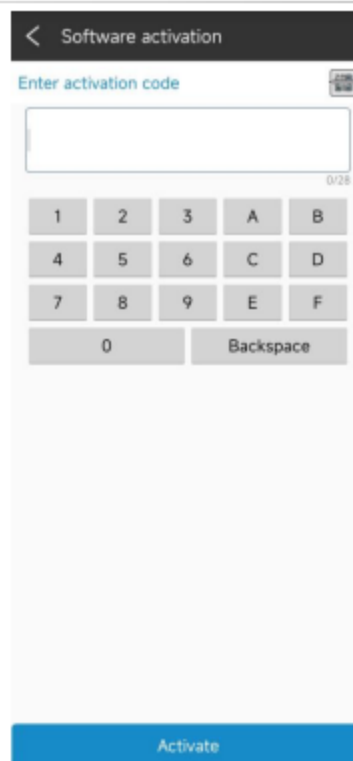 Software activation
Enter activation code
0/28
1 2 3 A B
4 5 6 C D
7 8 9 E F
0 Backspace
Activate